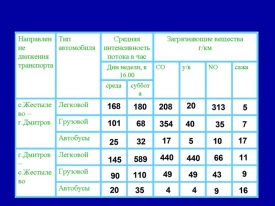 Направлен
ие
движения
транспорта
Тип
автомобиля
Средняя
интенсивность
потока в час
Загрязняющие вещества
г/км
Дни недели, в
16.00
CO
у/в
NO
сажа
среда
суббот
а
с.Жестыле
во –
г.Дмитров
Легковой
168 180 208 20 313 5
Грузовой
101 68 354 40 35 7
Автобусы
25 32 17 5 10 17
г.Дмитров
–
с.Жестыле
во
Легковой
145 589 440 440 66 11
Грузовой
90 110 49 49 43 9
Автобусы
20 35 4 4 9 16